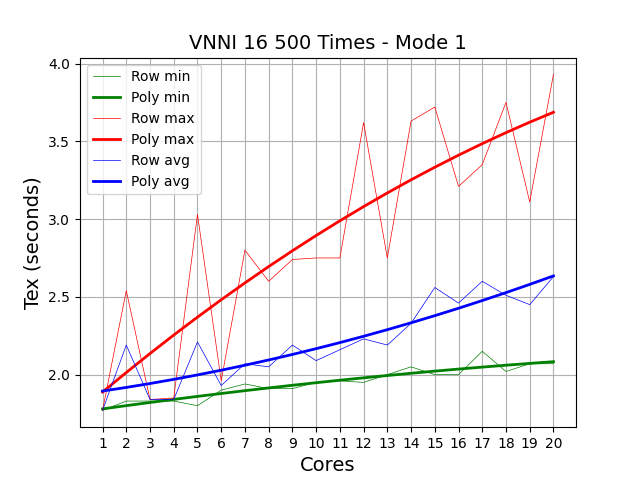 VNNI 16 500 Times - Mode 1
Row min
Poly min
Row max
Poly max
Row avg
Poly avg
Tex (seconds)
4.0
3.5
3.0
2.5
2.0
1 2 3 4 5 6 7 8 9 10 11 12 13 14 15 16 17 18 19 20
Cores